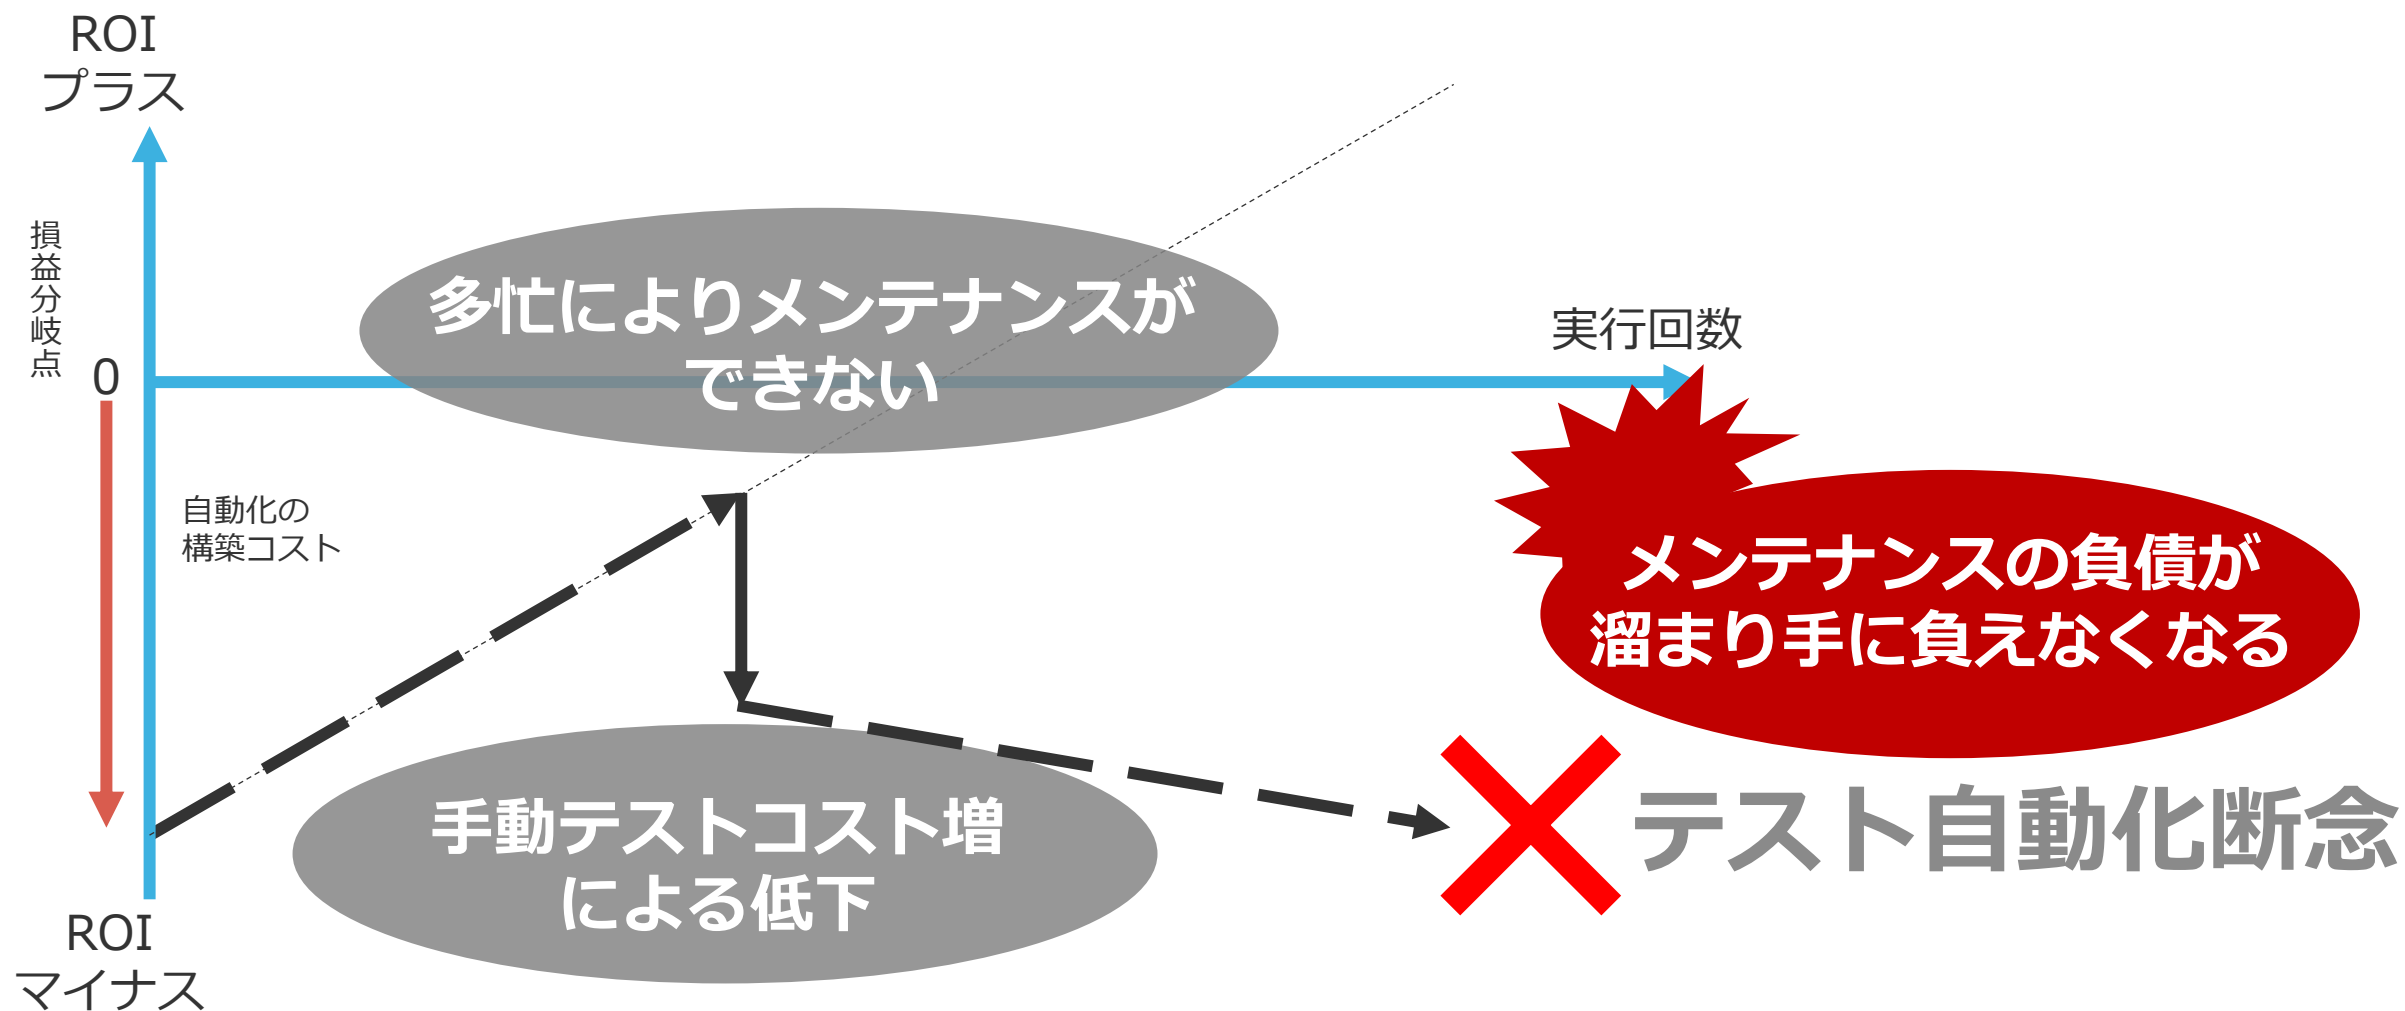 ROI
プラス
損益分岐点
0
多忙によりメンテナンスが
できない
実行回数
自動化の
構築コスト
メンテナンスの負債が
溜まり手に負えなくなる
手動テストコスト増
による低下
テスト自動化断念
ROI
マイナス